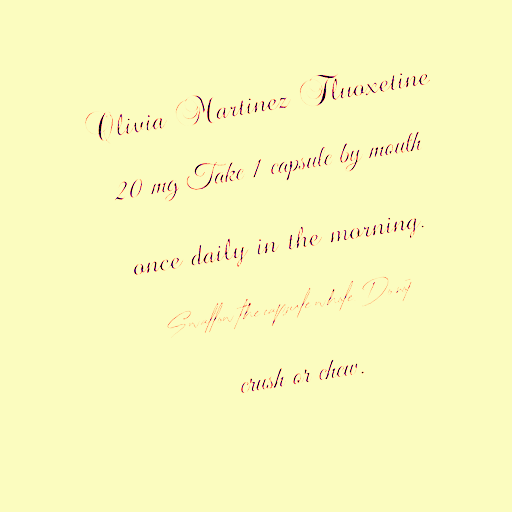 Olivia Martinez Fluoxetine
20 mg Take 1 capsule by mouth
once daily in the morning.
Swallow the capsule whole Do not
crush or chew.